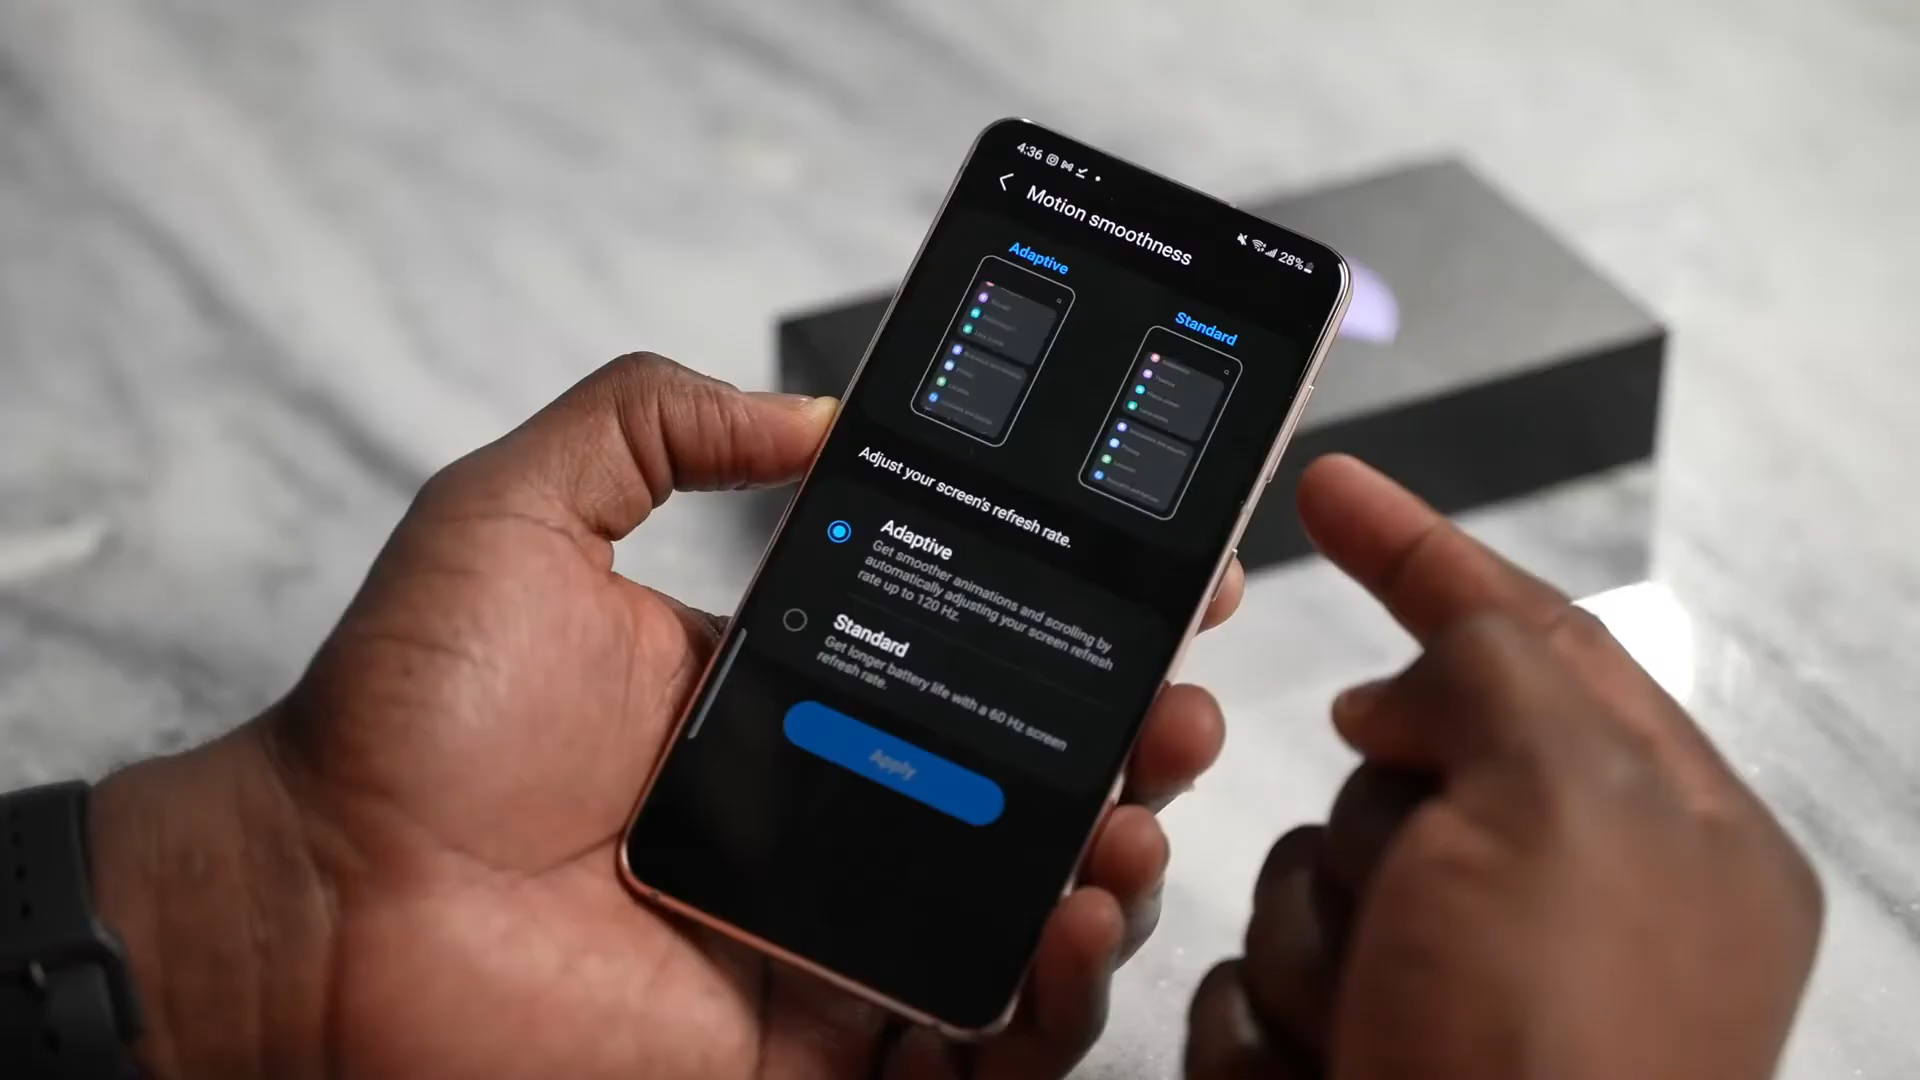 4:36
28%
Motion smoothness
Adaptive
Standard
Adjust your screen's refresh rate.
Adaptive
Get smoother animations and scrolling by
automatically adjusting your screen refresh
rate up to 120 Hz.
Standard
Get longer battery life with a 60 Hz screen
refresh rate.
Apply